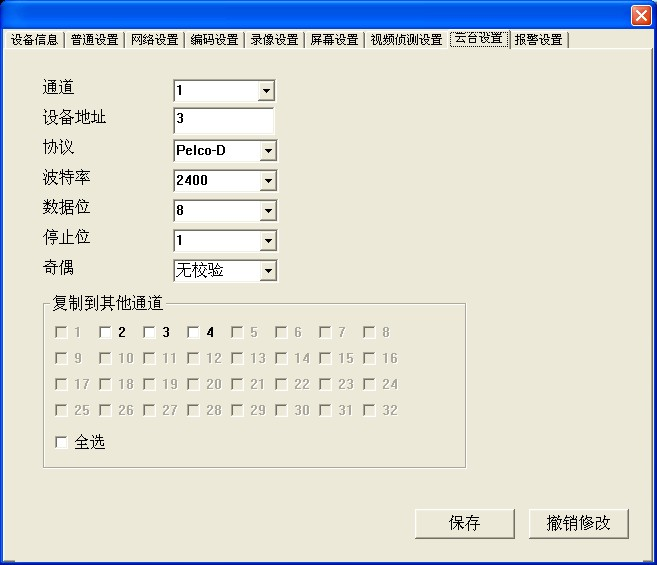 设备信息 普通设置 网络设置 编码设置 录像设置 屏幕设置 视频侦测设置 云台设置 报警设置
通道 1
设备地址 3
协议 Pelco-D
波特率 2400
数据位 8
停止位 1
奇偶 无校验
复制到其他通道
1 2 3 4 5 6 7 8
9 10 11 12 13 14 15 16
17 18 19 20 21 22 23 24
25 26 27 28 29 30 31 32
全选
保存 撤销修改